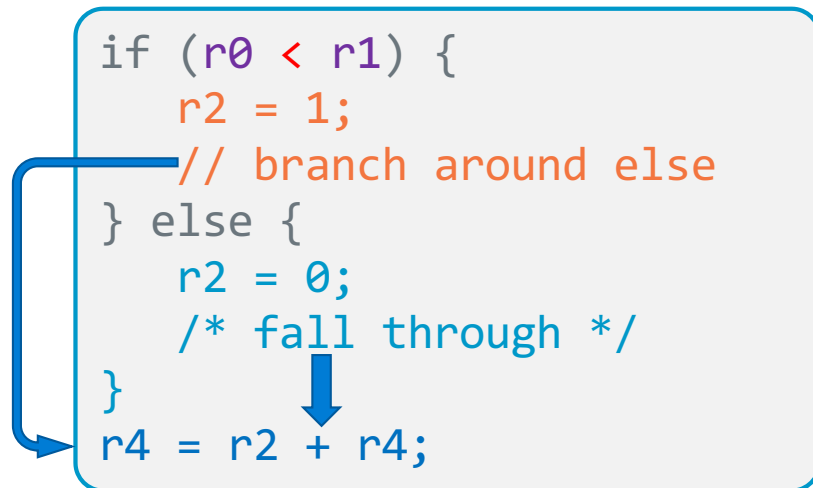 if (r0 < r1) {
r2 = 1;
// branch around else
} else {
r2 = 0;
/* fall through */
}
r4 = r2 + r4;